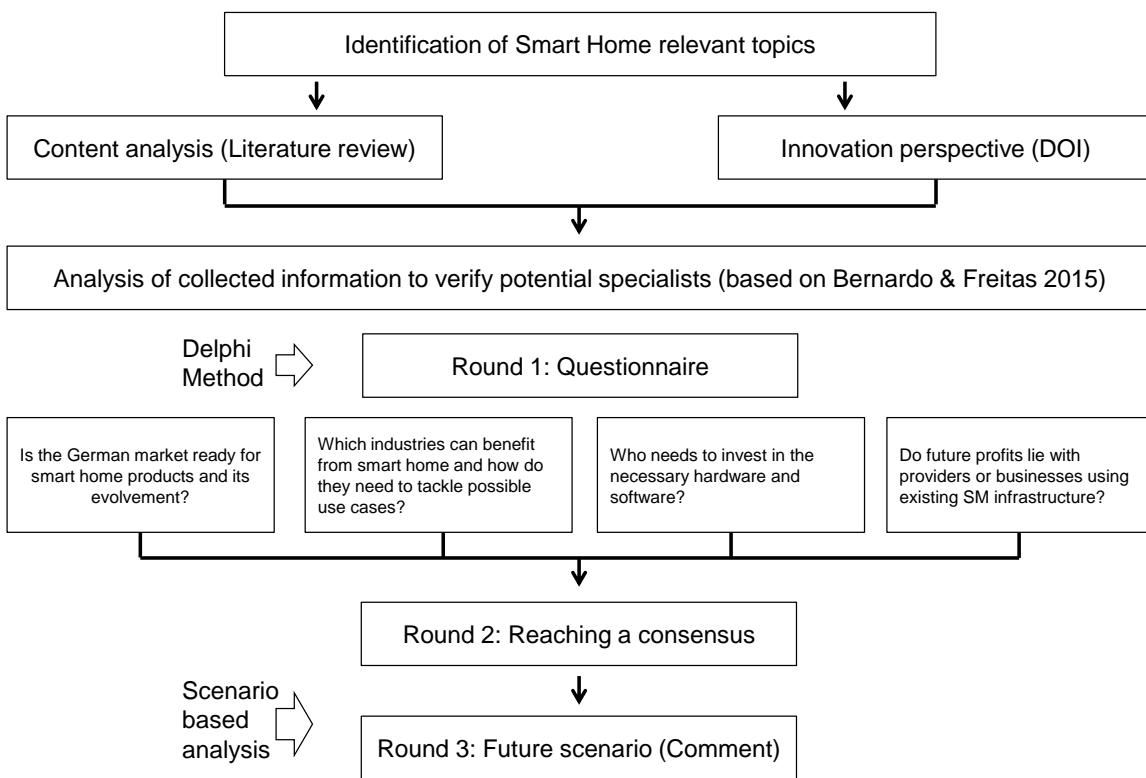 Identification of Smart Home relevant topics
Content analysis (Literature review)
Innovation perspective (DOI)
Analysis of collected information to verify potential specialists (based on Bernardo & Freitas 2015)
Delphi
Method
Round 1: Questionnaire
Is the German market ready for
smart home products and its
evolvement?
Which industries can benefit
from smart home and how do
they need to tackle possible
use cases?
Who needs to invest in the
necessary hardware and
software?
Do future profits lie with
providers or businesses using
existing SM infrastructure?
Round 2: Reaching a consensus
Scenario
based
analysis
Round 3: Future scenario (Comment)